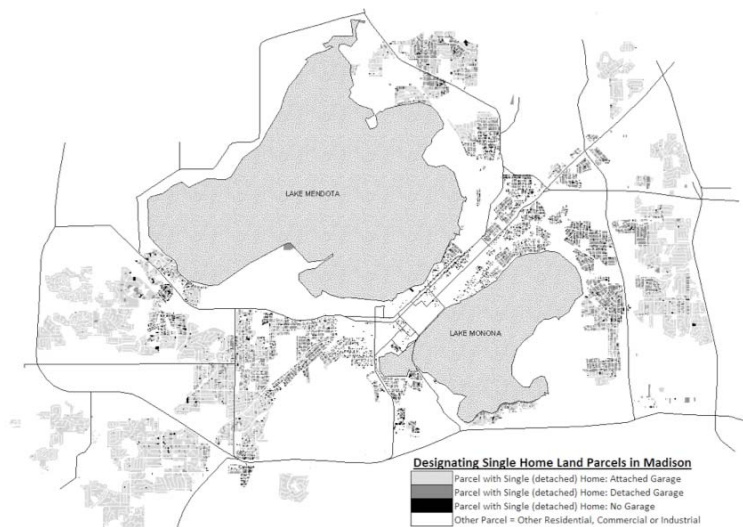 LAKE MENDOTA
LAKE MONONA
Designating Single Home Land Parcels in Madison
Parcel with Single (detached) Home: Attached Garage
Parcel with Single (detached) Home: Detached Garage
Parcel with Single (detached) Home: No Garage
Other Parcel = Other Residential, Commercial or Industrial